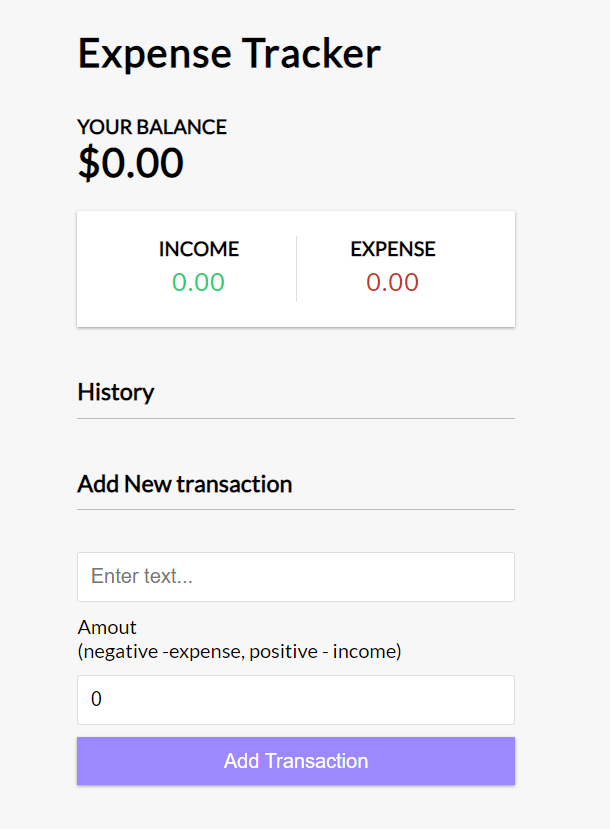 Expense Tracker
YOUR BALANCE
$0.00
INCOME
EXPENSE
0.00
0.00
History
Add New transaction
Enter text...
Amout
(negative -expense, positive - income)
0
Add Transaction